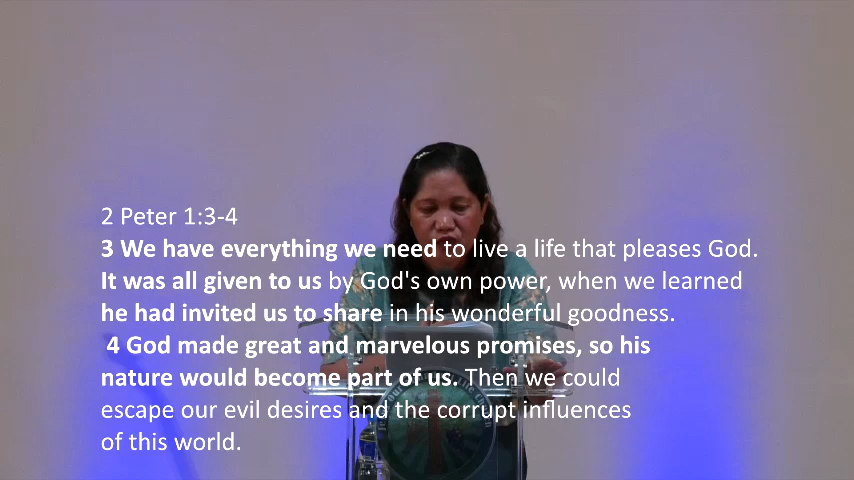 2 Peter 1:3-4
3 We have everything we need to live a life that pleases God.
It was all given to us by God's own power, when we learned
he had invited us to share in his wonderful goodness.
4 God made great and marvelous promises, so his
nature would become part of us. Then we could
escape our evil desires and the corrupt influences
of this world.